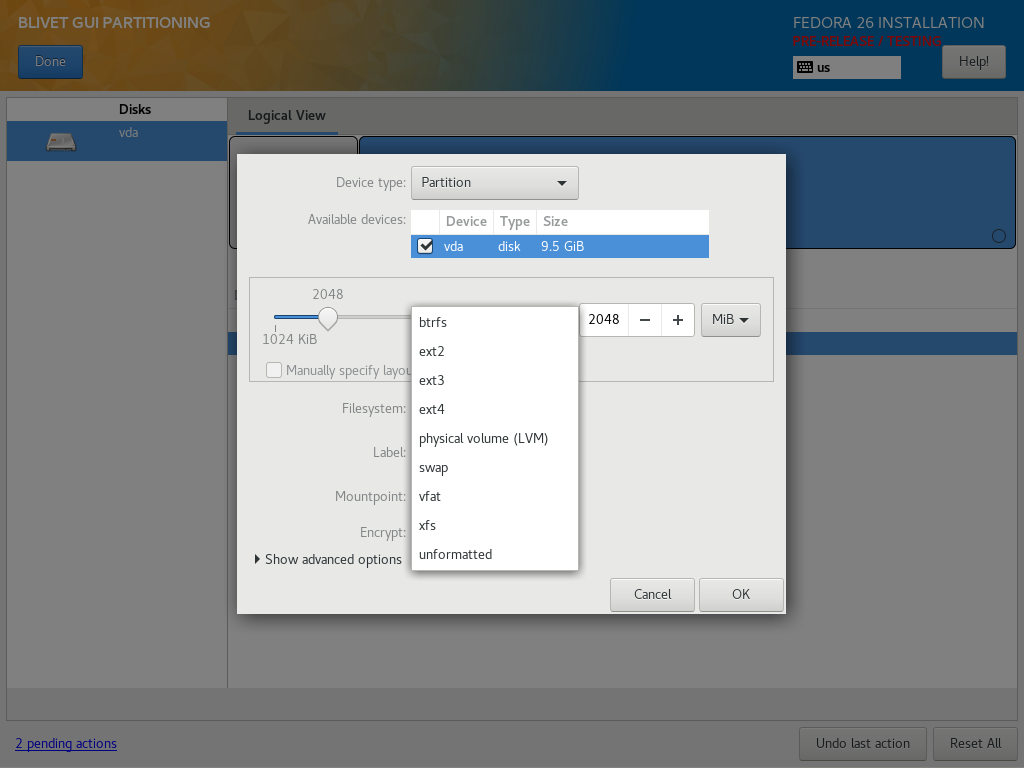 BLIVET GUI PARTITIONING
FEDORA 26 INSTALLATION
PRE-RELEASE / TESTING
Done
us
Help!
Disks
vda
Logical View
Device type:
Partition
Available devices:
Device Type Size
vda disk 9.5 GiB
2048
1024 KiB
2048 − +
MiB
Manually specify layou
Filesystem:
Label:
Mountpoint:
Encrypt:
Show advanced options
btrfs
ext2
ext3
ext4
physical volume (LVM)
swap
vfat
xfs
unformatted
Cancel
OK
2 pending actions
Undo last action
Reset All